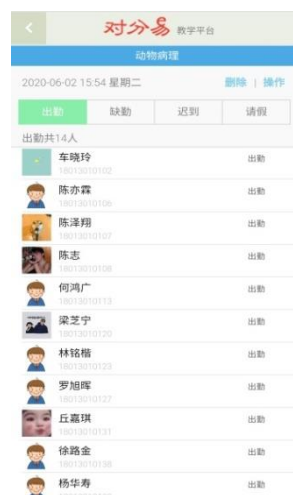 对分易 教学平台
动物病理
2020-06-02 15:54 星期二 删除 | 操作
出勤 缺勤 迟到 请假
出勤共14人
车晓玲 出勤
18013010102
陈亦霖 出勤
18013010106
陈泽翔 出勤
18013010107
陈志 出勤
18013010108
何鸿广 出勤
18013010113
梁芝宁 出勤
18013010120
林铭楷 出勤
18013010123
罗旭晖 出勤
18013010127
丘嘉琪 出勤
18013010131
徐路金 出勤
18013010138
杨华寿 出勤